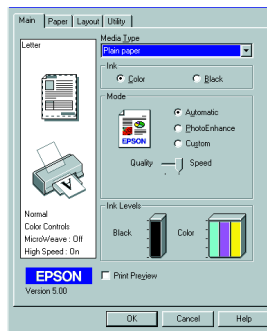 Main Paper Layout Utility
Letter
Media Type
Plain paper
Ink
Color Black
Mode
EPSON
Automatic
PhotoEnhance
Custom
Quality Speed
A
Normal
Color Controls
MicroWeave : Off
High Speed : On
Ink Levels
Black Color
EPSON
Version 5.00
Print Preview
OK Cancel Help